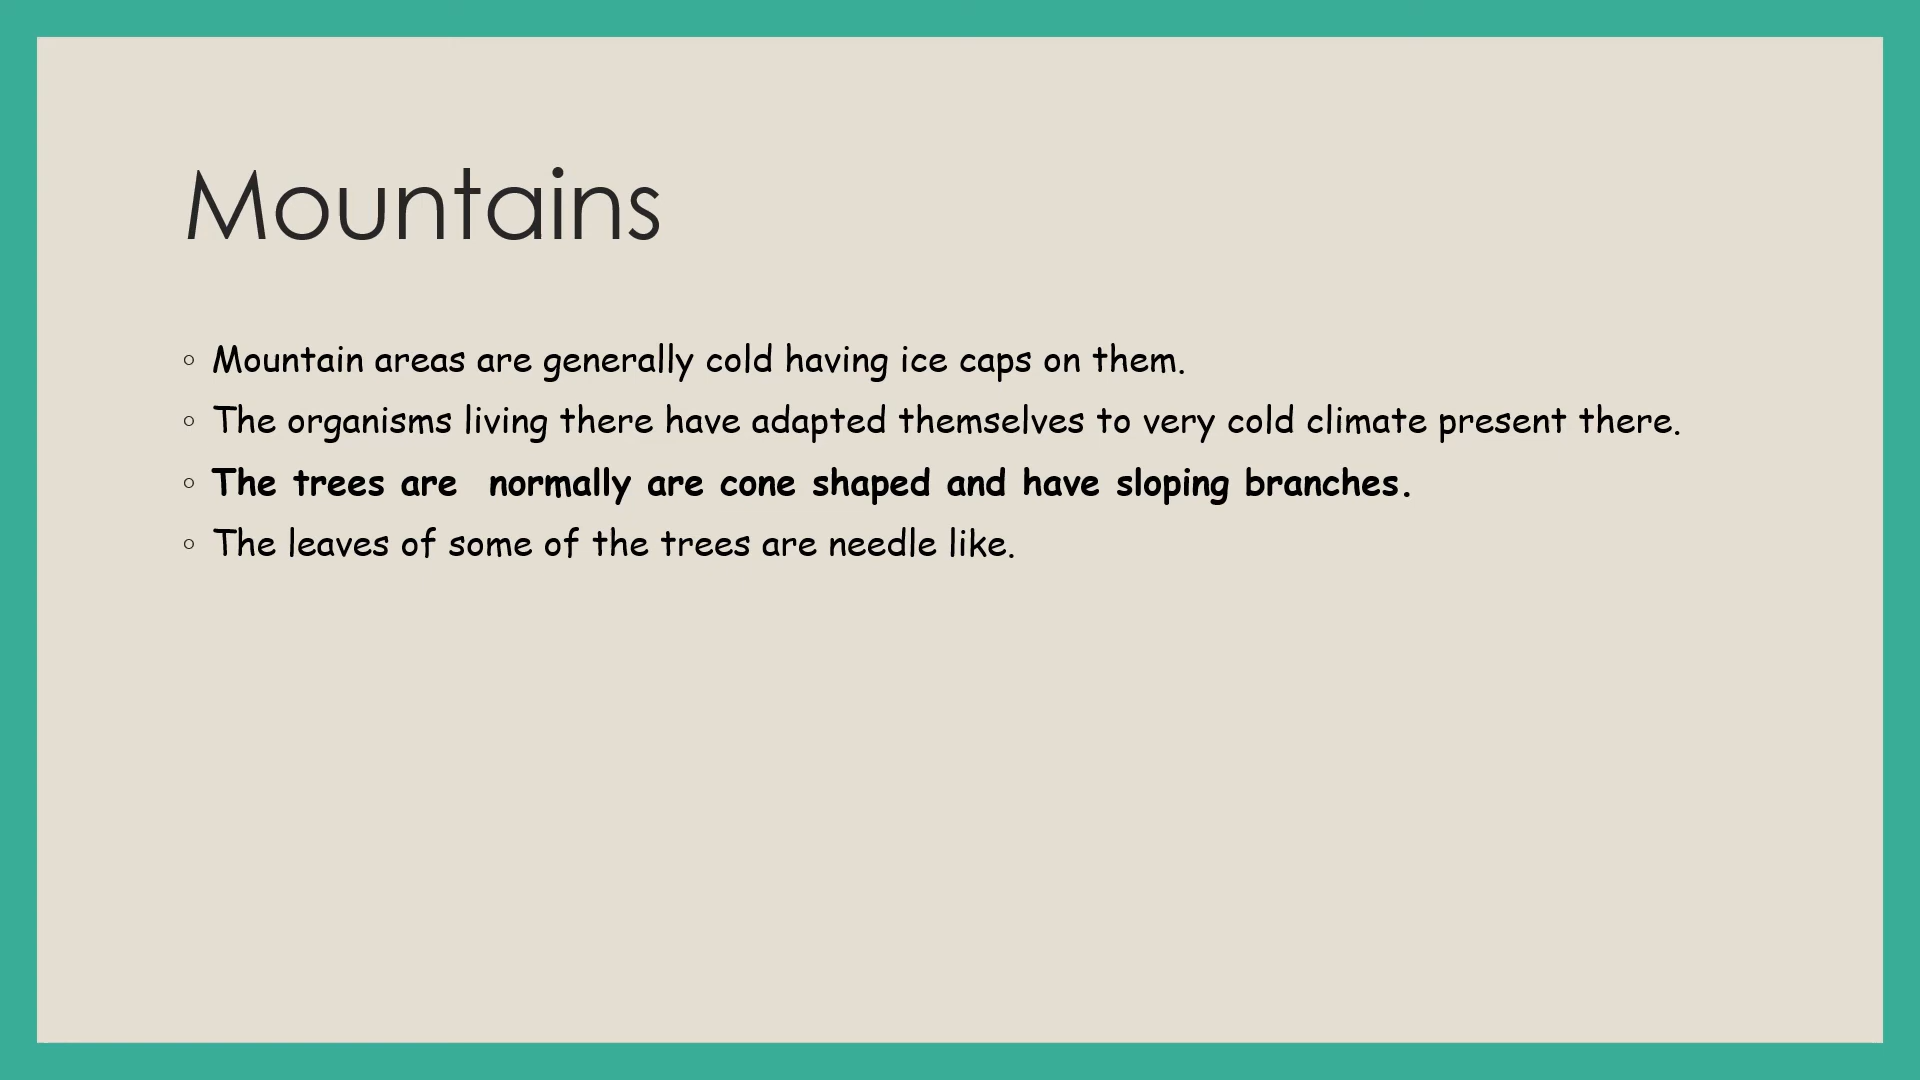 Mountains
◦ Mountain areas are generally cold having ice caps on them.
◦ The organisms living there have adapted themselves to very cold climate present there.
◦ The trees are  normally are cone shaped and have sloping branches.
◦ The leaves of some of the trees are needle like.